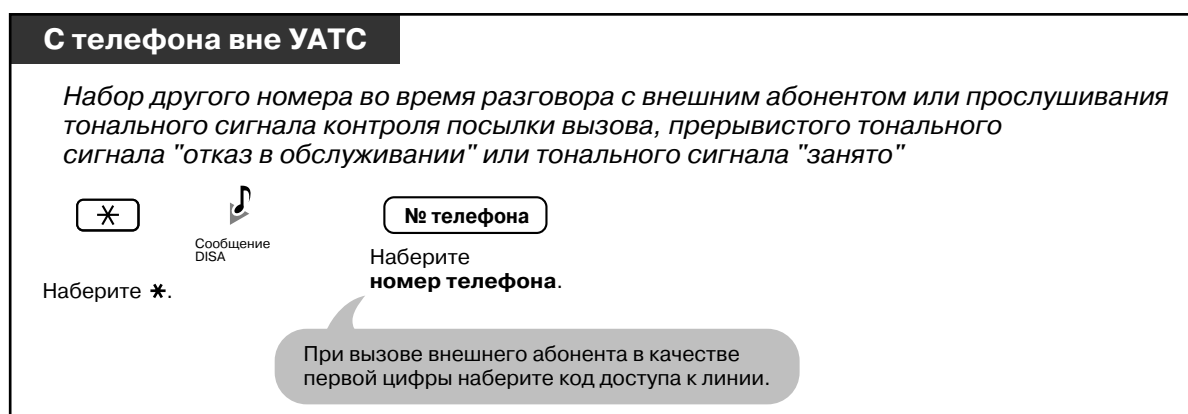 С телефона вне УАТС
Набор другого номера во время разговора с внешним абонентом или прослушивания
тонального сигнала контроля посылки вызова, прерывистого тонального
сигнала "отказ в обслуживании" или тонального сигнала "занято"
№ телефона
Сообщение
DISA
Наберите
номер телефона.
Наберите *.
При вызове внешнего абонента в качестве
первой цифры наберите код доступа к линии.